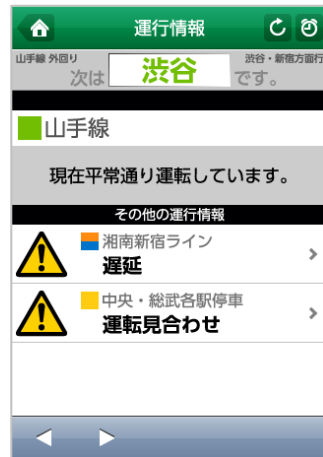 運行情報
山手線 外回り
渋谷・新宿方面行
次は 渋谷 です。
山手線
現在平常通り運転しています。
その他の運行情報
湘南新宿ライン
遅延
中央・総武各駅停車
運転見合わせ